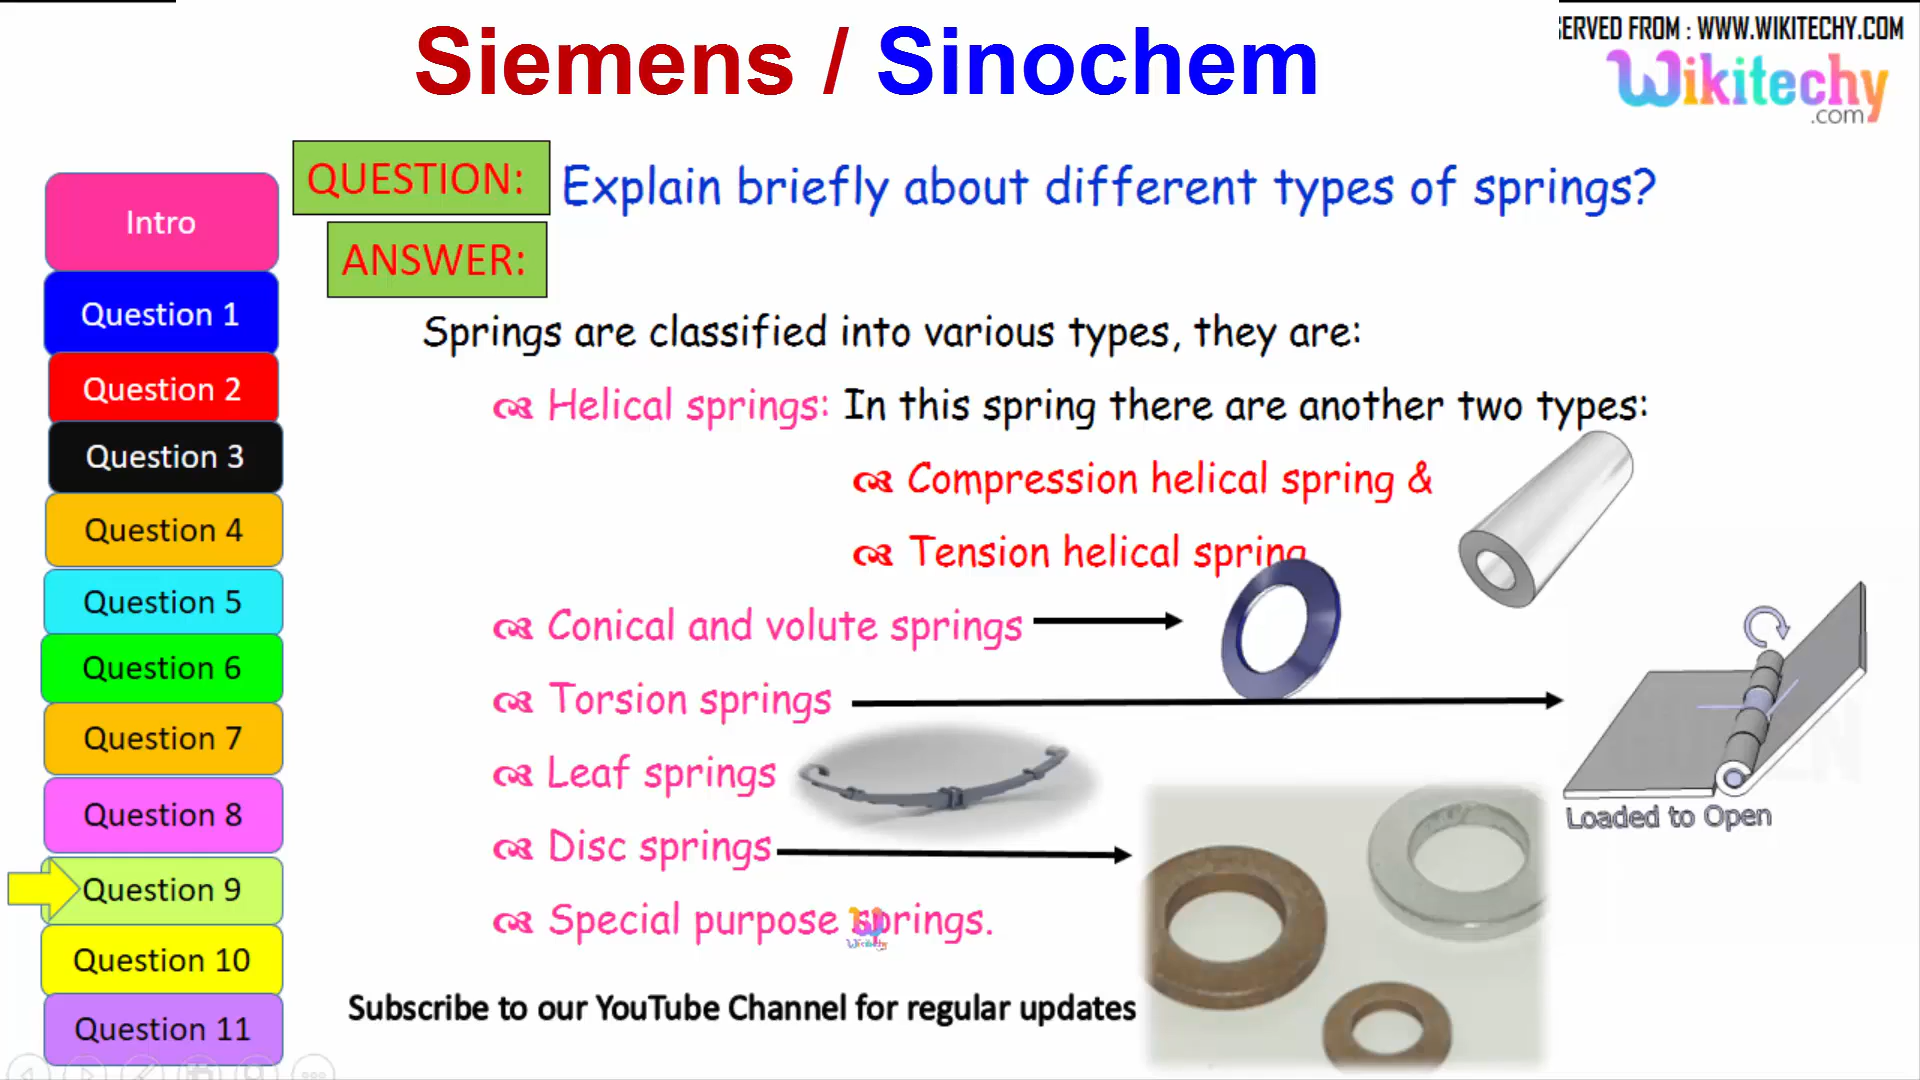 Siemens / Sinochem
SERVED FROM : WWW.WIKITECHY.COM
Wikitechy
.com
QUESTION: Explain briefly about different types of springs?
ANSWER:
Intro
Question 1
Question 2
Question 3
Question 4
Question 5
Question 6
Question 7
Question 8
Question 9
Question 10
Question 11
Springs are classified into various types, they are:
Helical springs: In this spring there are another two types:
Compression helical spring &
Tension helical spring
Conical and volute springs
Torsion springs
Leaf springs
Disc springs
Special purpose springs.
Wikitechy
Loaded to Open
Subscribe to our YouTube Channel for regular updates